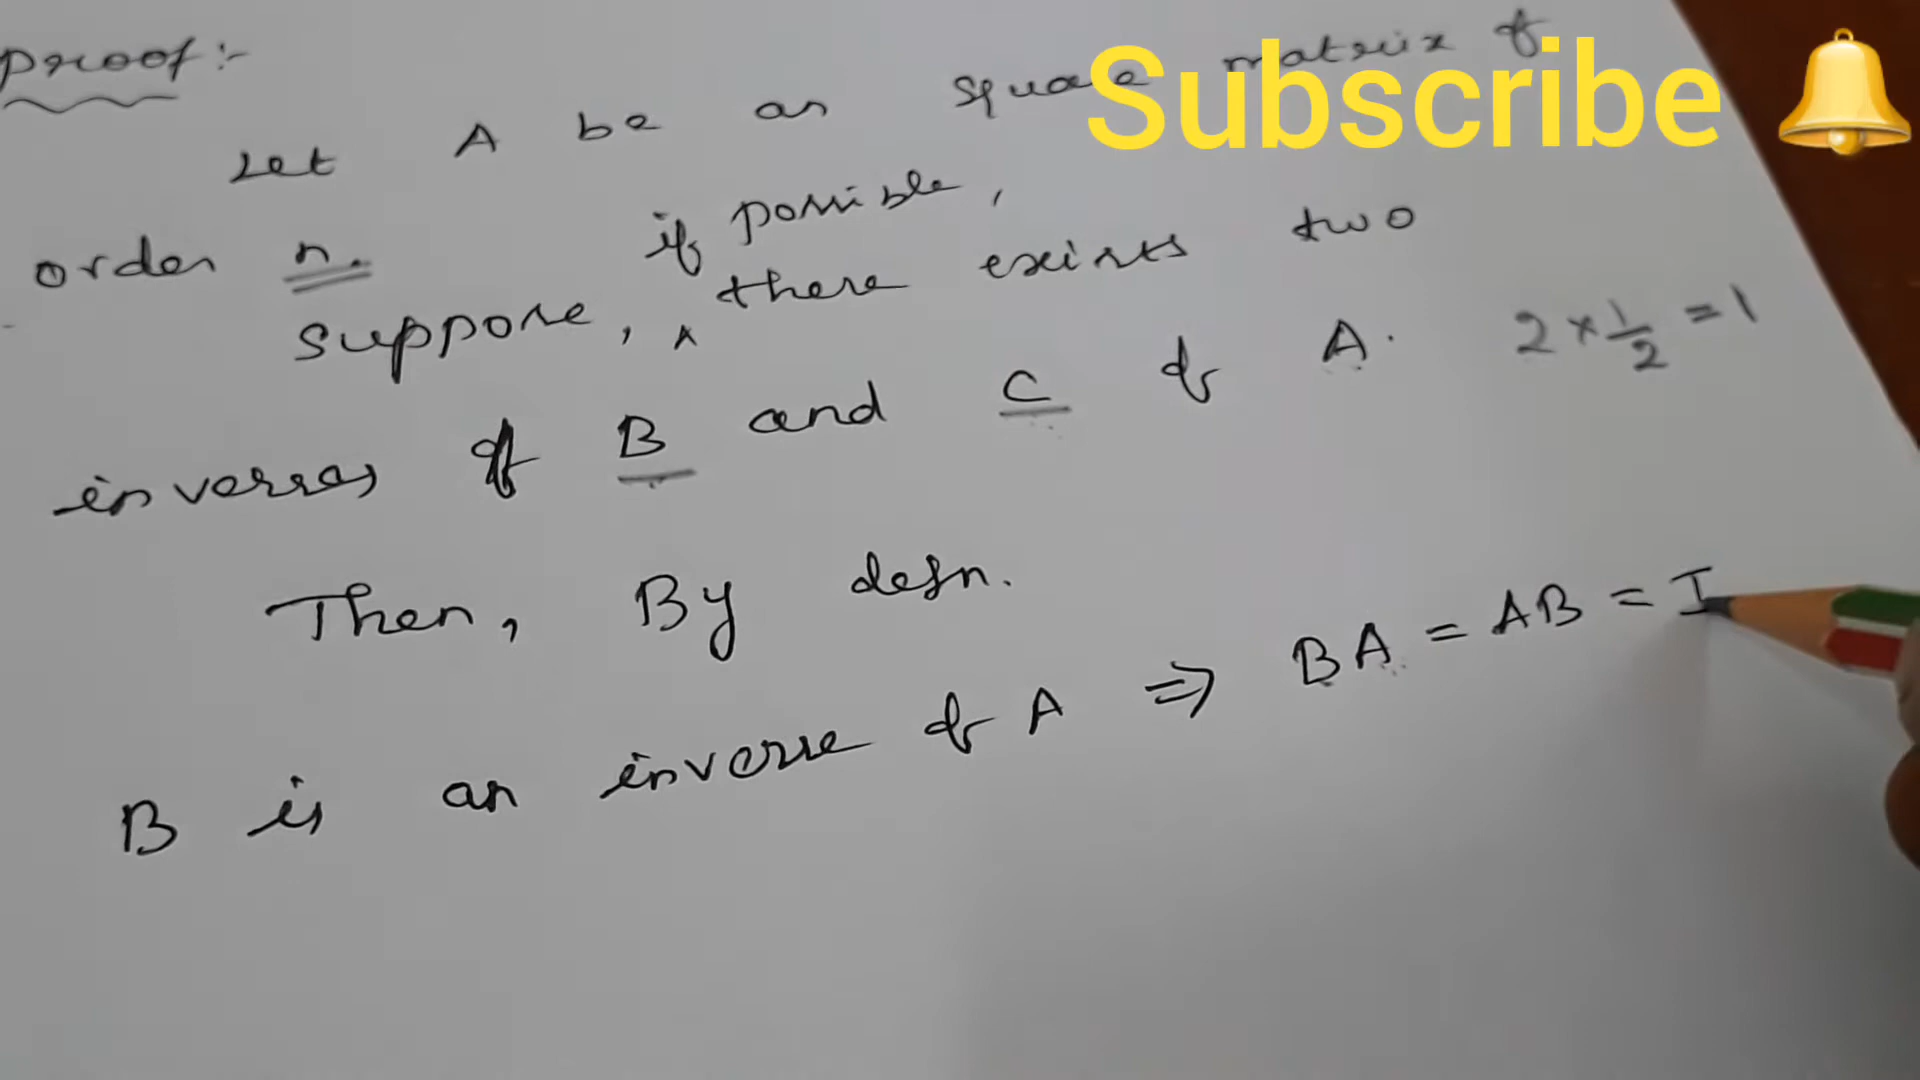 Proof:-
Let A be an square matrix of
order n.
Suppose, if possible, there exists two
inverses of B and C of A.
2 × 1/2 = 1
Then, By defn.
B is an inverse of A ⇒ BA = AB = I
Subscribe